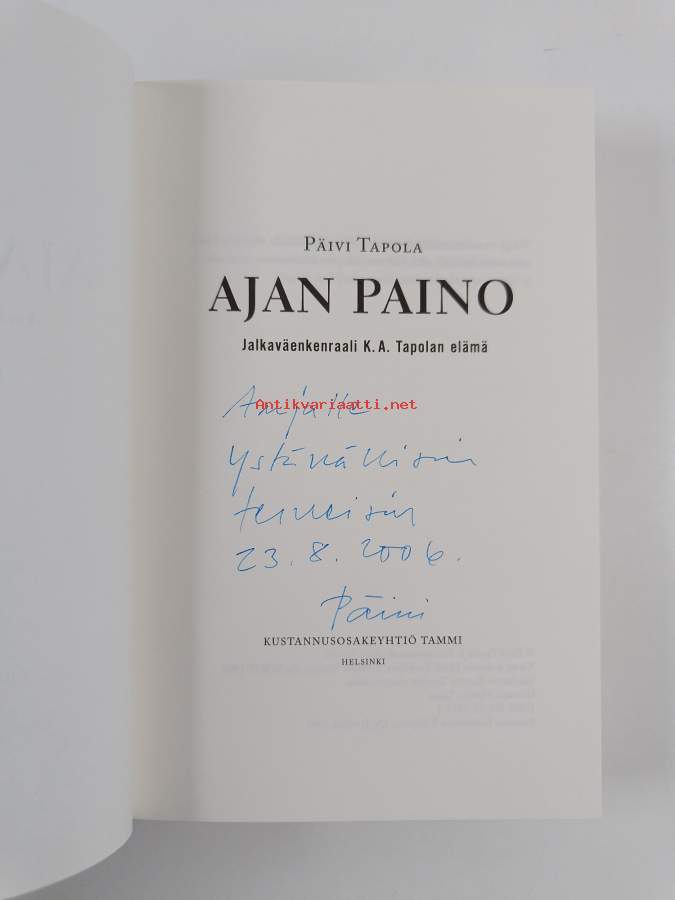 PÄIVI TAPOLA
AJAN PAINO
Jalkaväenkenraali K. A. Tapolan elämä
Antikvariaatti.net
Ystävällisin
terveisin
23.8.2006.
Päivi
KUSTANNUSOSAKEYHTIÖ TAMMI
HELSINKI